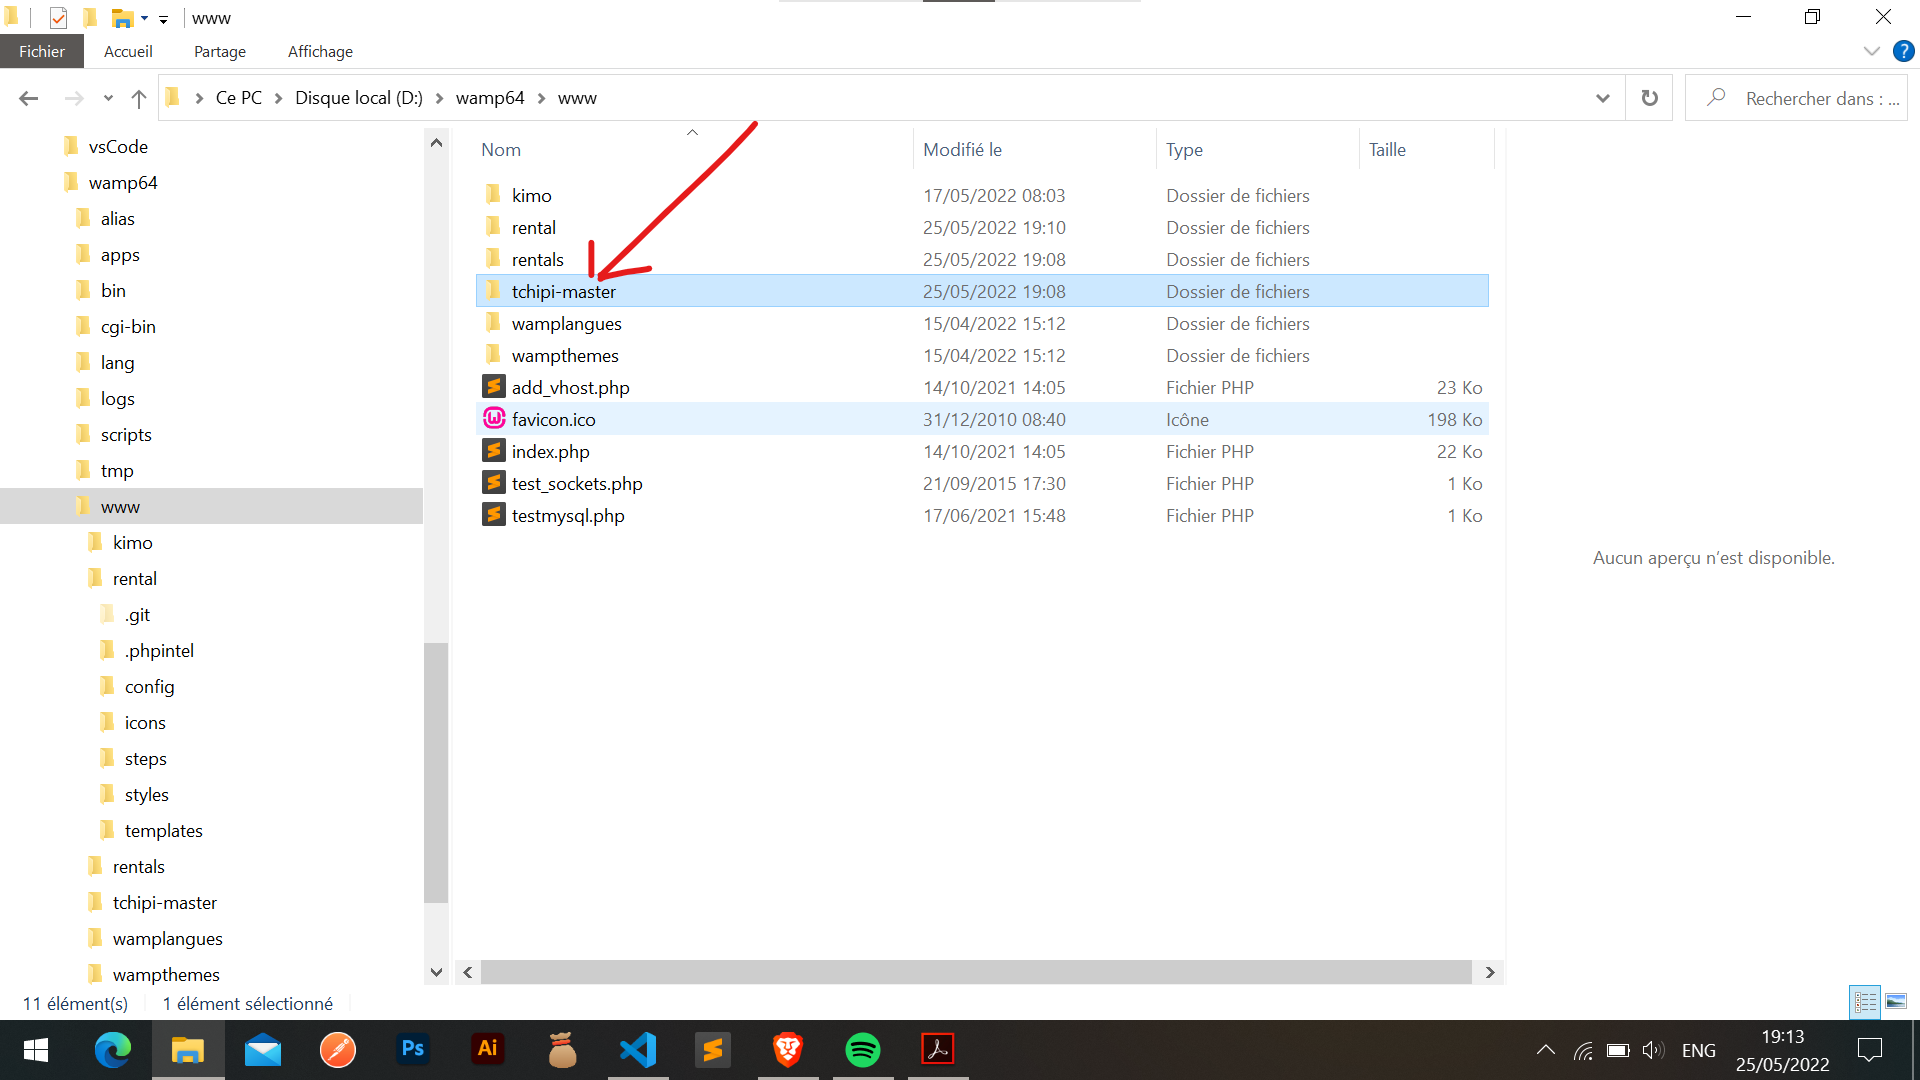 www
Fichier Accueil Partage Affichage
Ce PC Disque local (D:) wamp64 www Rechercher dans : ...
vsCode
wamp64
alias
apps
bin
cgi-bin
lang
logs
scripts
tmp
www
kimo
rental
.git
.phpintel
config
icons
steps
styles
templates
rentals
tchipi-master
wamplangues
wampthemes
Nom Modifié le Type Taille
kimo 17/05/2022 08:03 Dossier de fichiers
rental 25/05/2022 19:10 Dossier de fichiers
rentals 25/05/2022 19:08 Dossier de fichiers
tchipi-master 25/05/2022 19:08 Dossier de fichiers
wamplangues 15/04/2022 15:12 Dossier de fichiers
wampthemes 15/04/2022 15:12 Dossier de fichiers
add_vhost.php 14/10/2021 14:05 Fichier PHP 23 Ko
favicon.ico 31/12/2010 08:40 Icône 198 Ko
index.php 14/10/2021 14:05 Fichier PHP 22 Ko
test_sockets.php 21/09/2015 17:30 Fichier PHP 1 Ko
testmysql.php 17/06/2021 15:48 Fichier PHP 1 Ko
Aucun aperçu n’est disponible.
11 élément(s) 1 élément sélectionné
Ps Ai ENG 19:13
25/05/2022